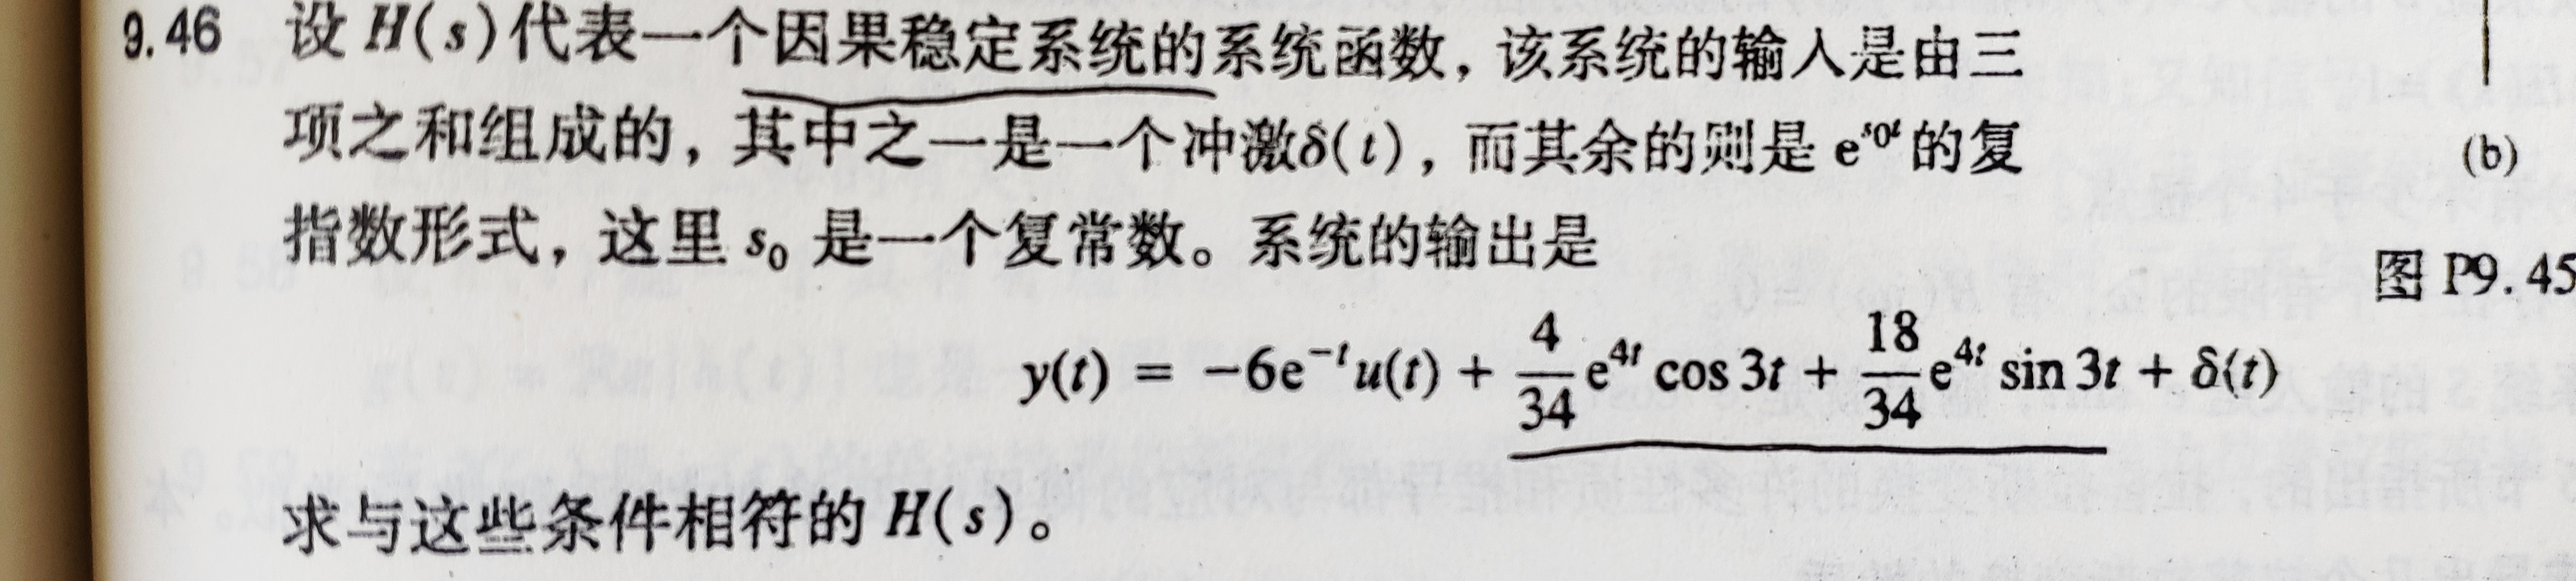 9.46 设 H(s)代表一个因果稳定系统的系统函数，该系统的输入是由三
项之和组成的，其中之一是一个冲激δ(t)，而其余的则是 e^{s_0 t} 的复
(b)
指数形式，这里 s₀ 是一个复常数。系统的输出是
图 P9.45
y(t) = -6e^{-t}u(t) + \frac{4}{34}e^{4t}cos 3t + \frac{18}{34}e^{4t}sin 3t + δ(t)
求与这些条件相符的 H(s)。